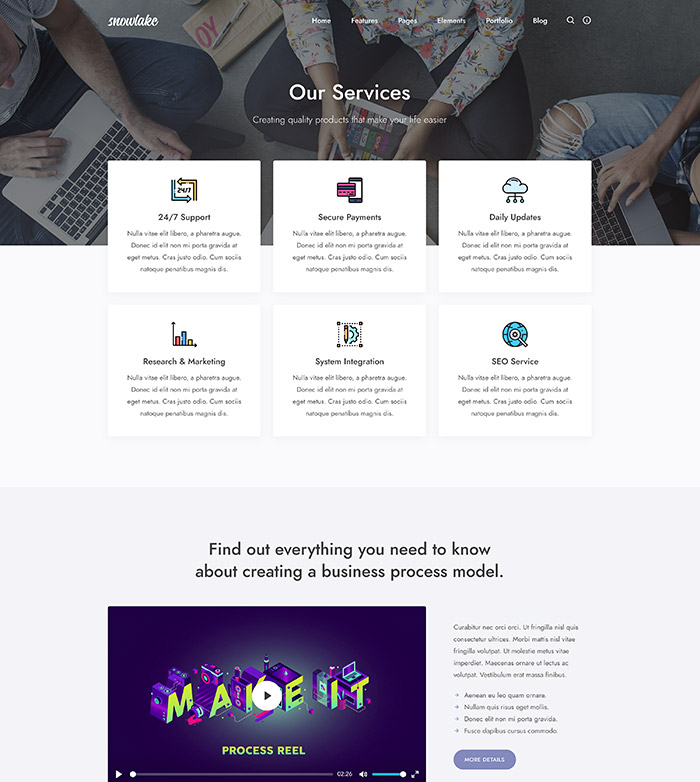 snowlake
Home Features Pages Elements Portfolio Blog
JOY
Our Services
Creating quality products that make your life easier
24/7
24/7 Support
Nulla vitae elit libero, a pharetra augue.
Donec id elit non mi porta gravida at
eget metus. Cras justo odio. Cum sociis
natoque penatibus magnis dis.
Secure Payments
Nulla vitae elit libero, a pharetra augue.
Donec id elit non mi porta gravida at
eget metus. Cras justo odio. Cum sociis
natoque penatibus magnis dis.
Daily Updates
Nulla vitae elit libero, a pharetra augue.
Donec id elit non mi porta gravida at
eget metus. Cras justo odio. Cum sociis
natoque penatibus magnis dis.
Research & Marketing
Nulla vitae elit libero, a pharetra augue.
Donec id elit non mi porta gravida at
eget metus. Cras justo odio. Cum sociis
natoque penatibus magnis dis.
System Integration
Nulla vitae elit libero, a pharetra augue.
Donec id elit non mi porta gravida at
eget metus. Cras justo odio. Cum sociis
natoque penatibus magnis dis.
SEO Service
Nulla vitae elit libero, a pharetra augue.
Donec id elit non mi porta gravida at
eget metus. Cras justo odio. Cum sociis
natoque penatibus magnis dis.
Find out everything you need to know
about creating a business process model.
MAKE IT
PROCESS REEL
02:26
Curabitur nec orci orci. Ut fringilla nisl quis
consectetur ultrices. Morbi mattis nisl vitae
fringilla volutpat. Ut molestie metus vitae
imperdiet. Maecenas ornare ut lectus ac
volutpat. Vestibulum erat massa finibus.
Aenean eu leo quam ornare.
Nullam quis risus eget mollis.
Donec elit non mi porta gravida.
Fusce dapibus cursus commodo.
MORE DETAILS